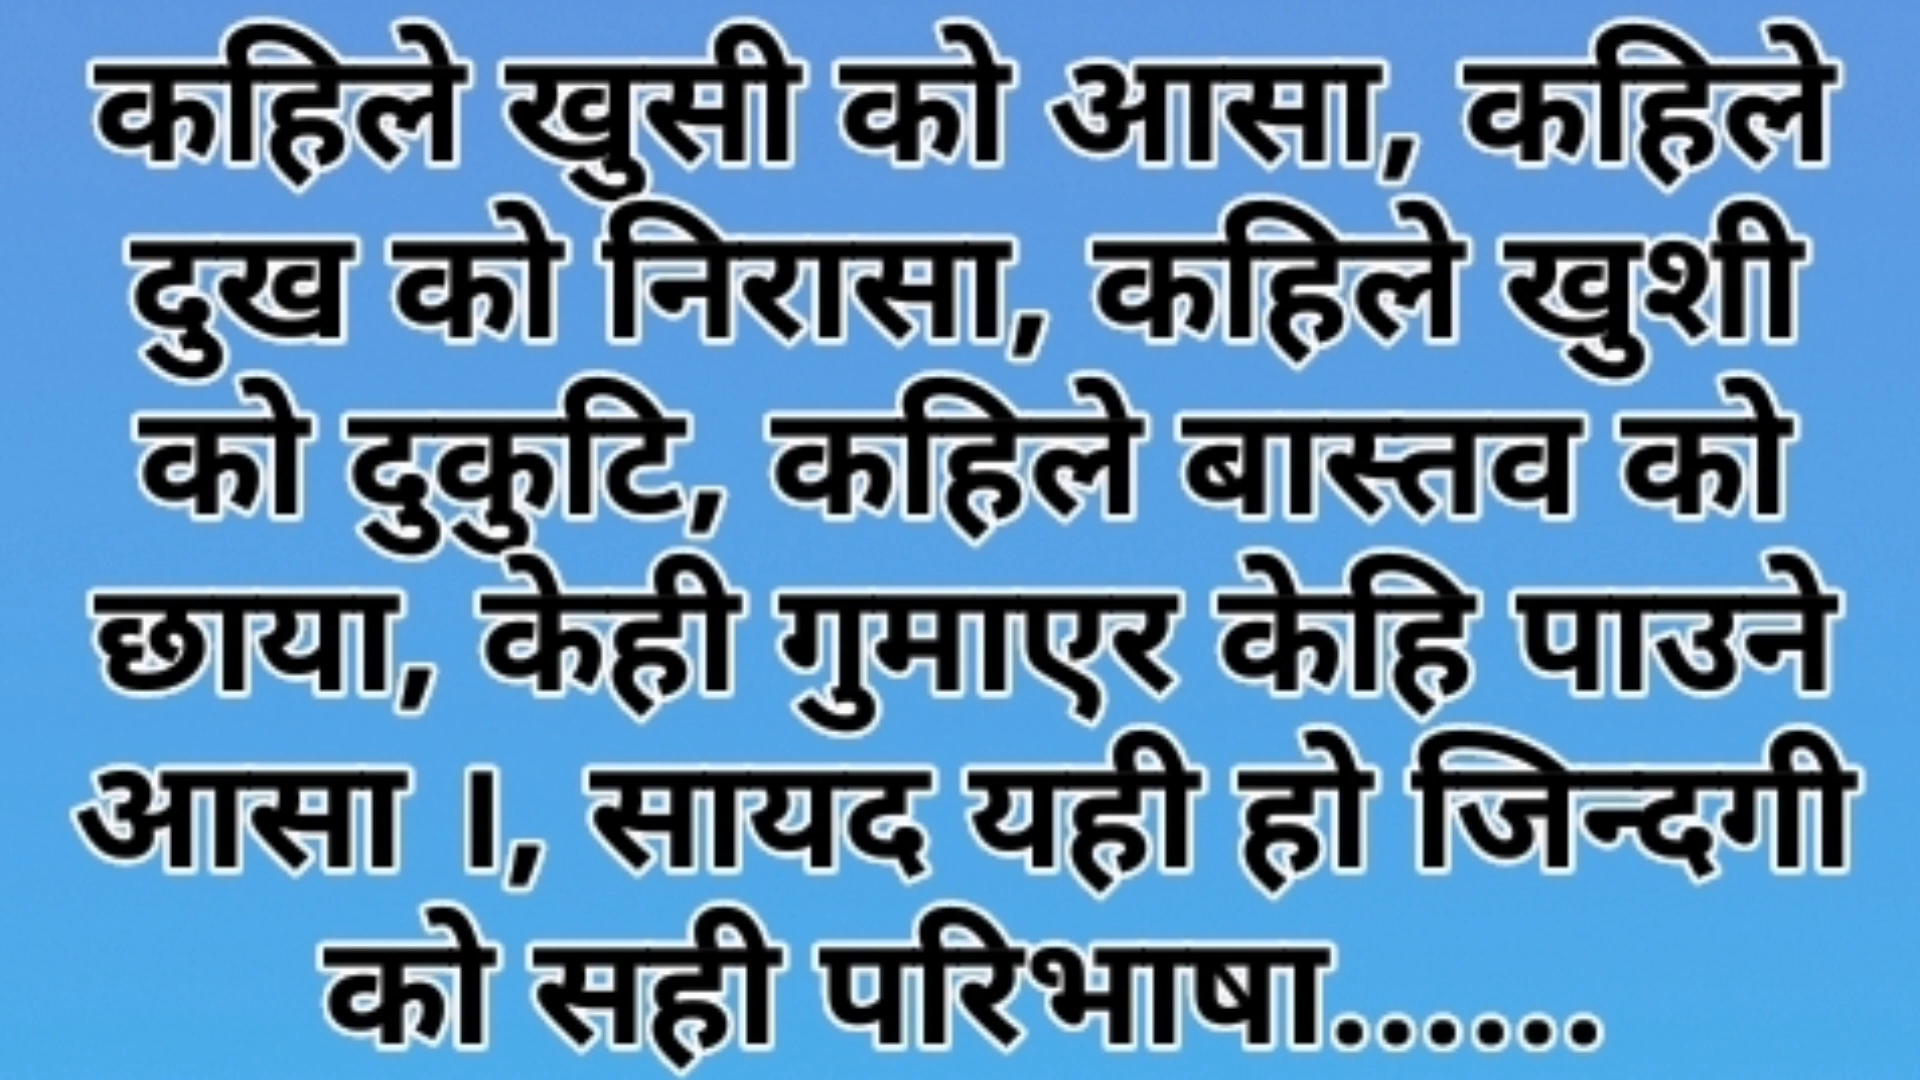 कहिले खुसी को आसा, कहिले
दुख को निरासा, कहिले खुशी
को दुकुटि, कहिले बास्तव को
छाया, केही गुमाएर केहि पाउने
आसा ।, सायद यही हो जिन्दगी
को सही परिभाषा......